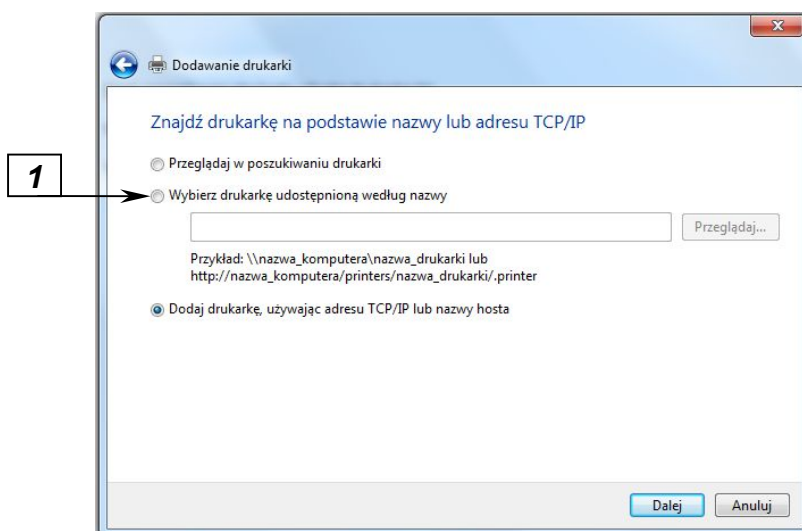 Dodawanie drukarki
Znajdź drukarkę na podstawie nazwy lub adresu TCP/IP
Przeglądaj w poszukiwaniu drukarki
1
Wybierz drukarkę udostępnioną według nazwy
Przeglądaj...
Przykład: \\nazwa_komputera\nazwa_drukarki lub
http://nazwa_komputera/printers/nazwa_drukarki/.printer
Dodaj drukarkę, używając adresu TCP/IP lub nazwy hosta
Dalej Anuluj